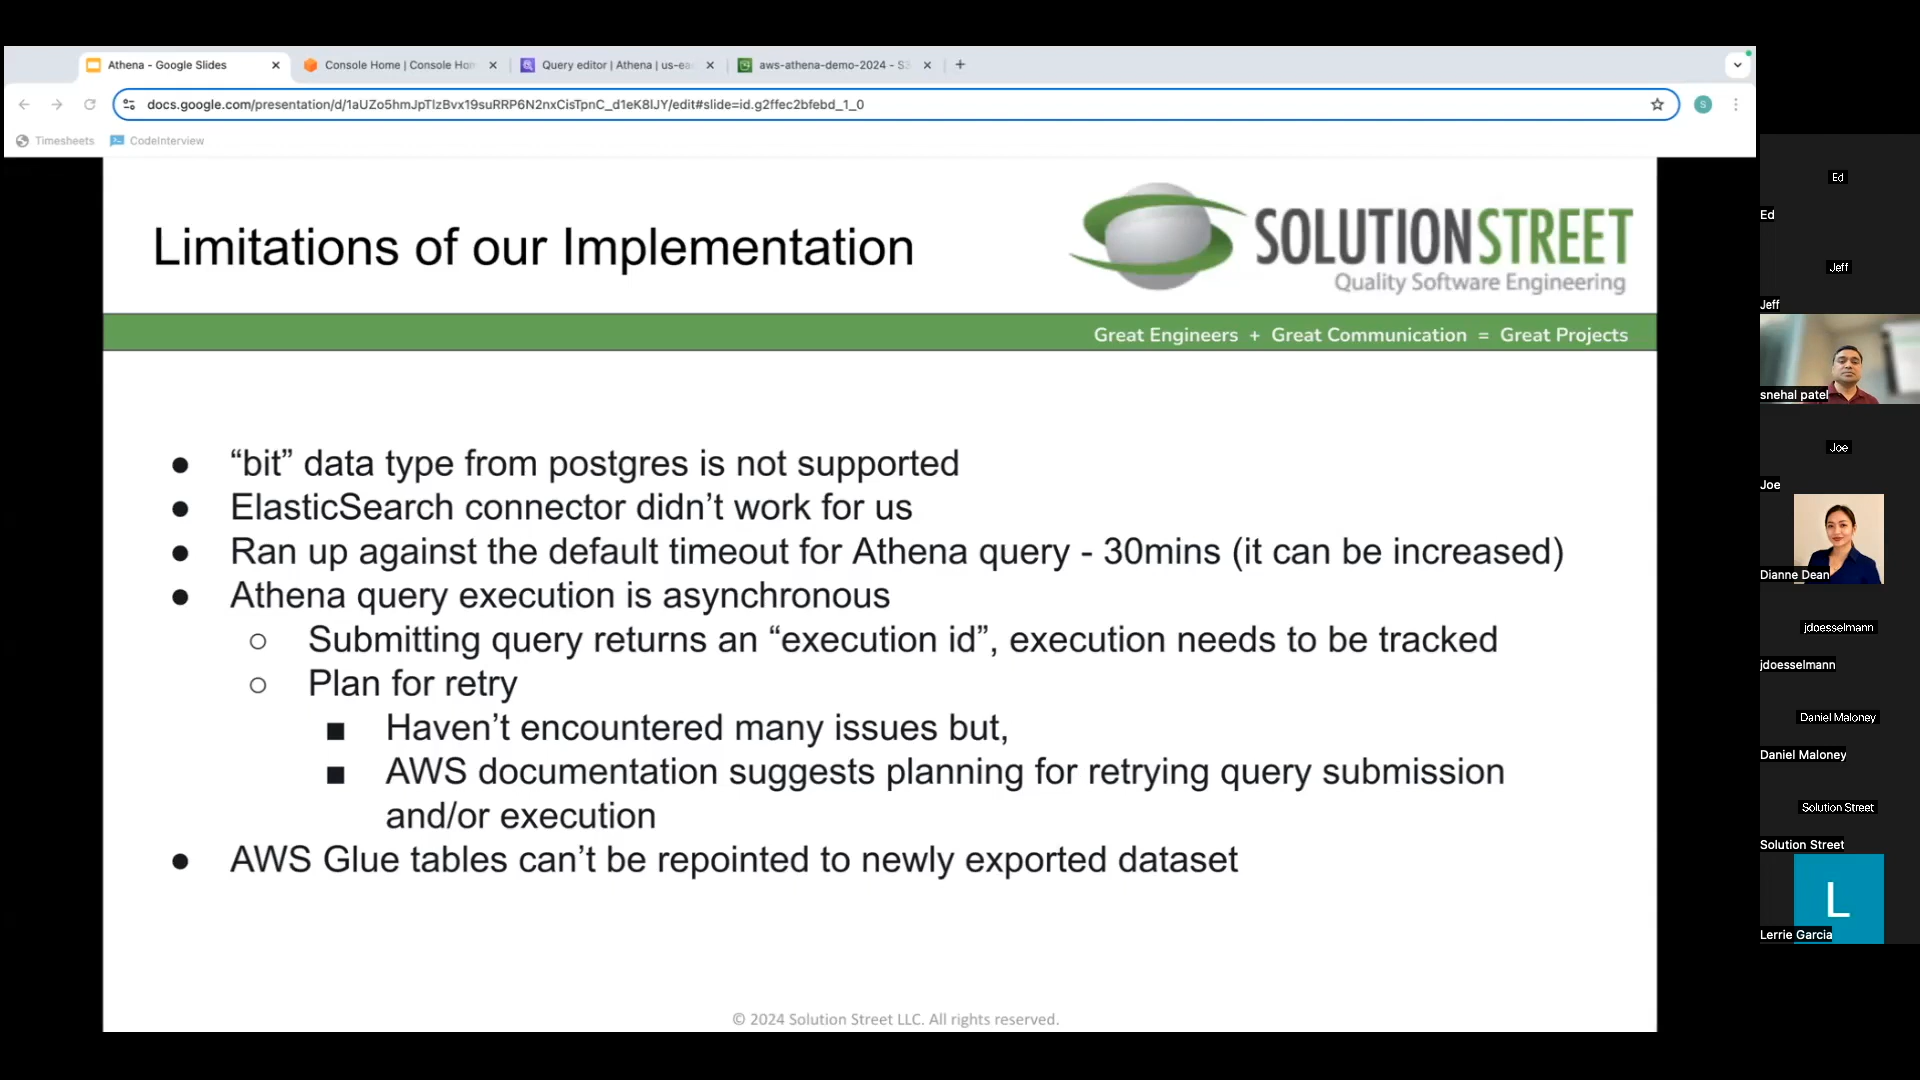 Athena - Google Slides
Console Home | Console Hom
Query editor | Athena | us-ea
aws-athena-demo-2024 - S3
docs.google.com/presentation/d/1aUZo5hmJpTlzBvx19suRRP6N2nxCisTpnC_d1eK8lJY/edit#slide=id.g2ffec2bfebd_1_0
S
Timesheets
CodeInterview
Limitations of our Implementation
SOLUTIONSTREET
Quality Software Engineering
Great Engineers + Great Communication = Great Projects
● “bit” data type from postgres is not supported
● ElasticSearch connector didn’t work for us
● Ran up against the default timeout for Athena query - 30mins (it can be increased)
● Athena query execution is asynchronous
○ Submitting query returns an “execution id”, execution needs to be tracked
○ Plan for retry
■ Haven’t encountered many issues but,
■ AWS documentation suggests planning for retrying query submission
and/or execution
● AWS Glue tables can’t be repointed to newly exported dataset
© 2024 Solution Street LLC. All rights reserved.
Ed
Ed
Jeff
Jeff
snehal patel
Joe
Joe
Dianne Dean
jdoesselmann
jdoesselmann
Daniel Maloney
Daniel Maloney
Solution Street
Solution Street
L
Lerrie Garcia